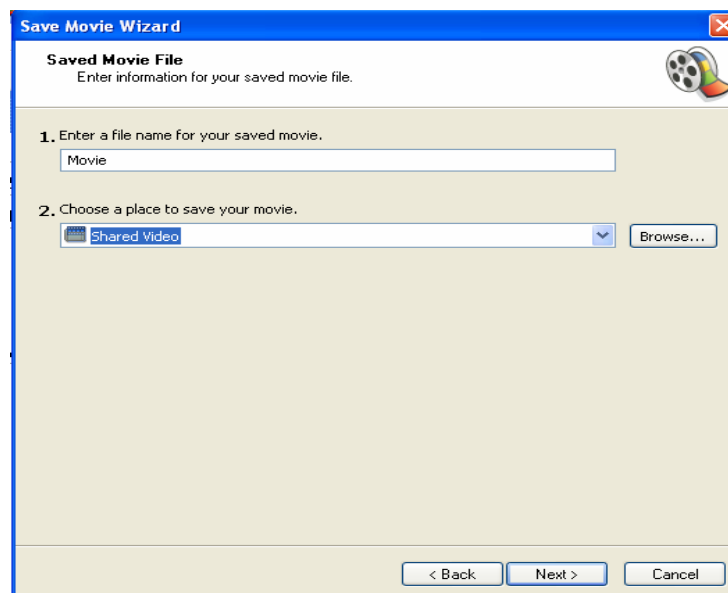 Save Movie Wizard
Saved Movie File
Enter information for your saved movie file.
1. Enter a file name for your saved movie.
Movie
2. Choose a place to save your movie.
Shared Video Browse...
< Back Next > Cancel